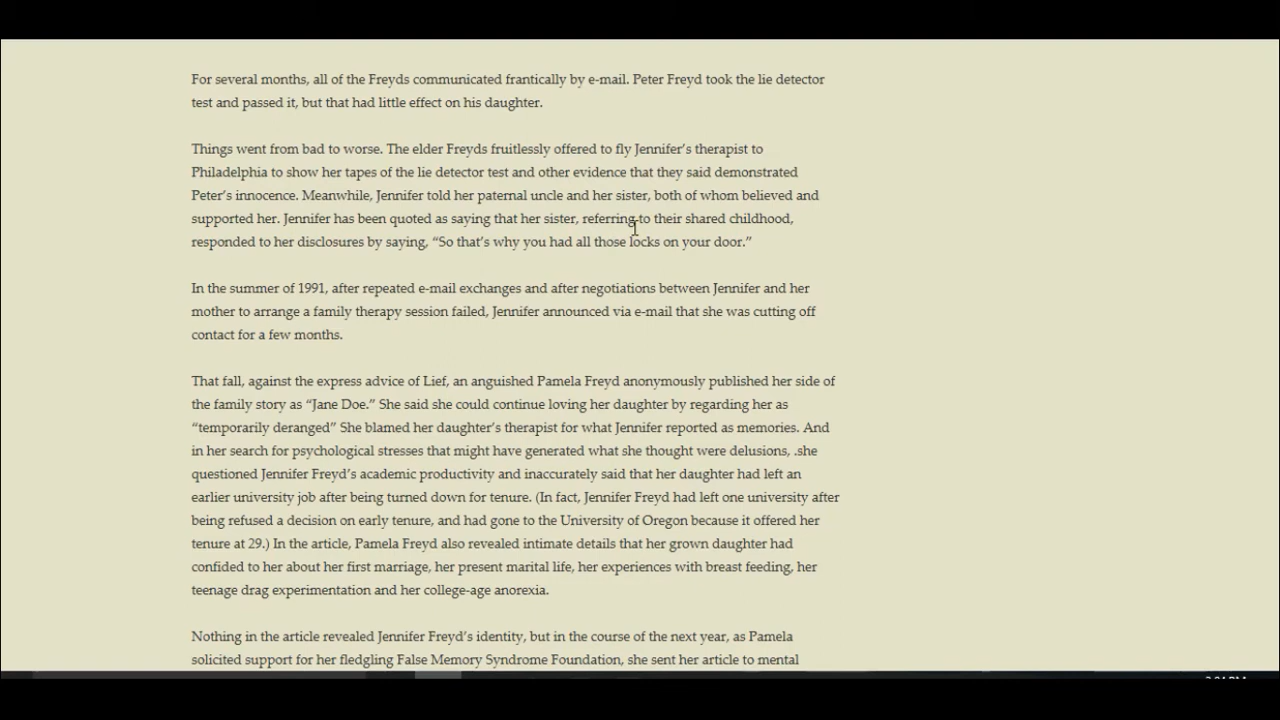 For several months, all of the Freyds communicated frantically by e-mail. Peter Freyd took the lie detector
test and passed it, but that had little effect on his daughter.
Things went from bad to worse. The elder Freyds fruitlessly offered to fly Jennifer's therapist to
Philadelphia to show her tapes of the lie detector test and other evidence that they said demonstrated
Peter's innocence. Meanwhile, Jennifer told her paternal uncle and her sister, both of whom believed and
supported her. Jennifer has been quoted as saying that her sister, referring to their shared childhood,
responded to her disclosures by saying, “So that's why you had all those locks on your door.”
In the summer of 1991, after repeated e-mail exchanges and after negotiations between Jennifer and her
mother to arrange a family therapy session failed, Jennifer announced via e-mail that she was cutting off
contact for a few months.
That fall, against the express advice of Lief, an anguished Pamela Freyd anonymously published her side of
the family story as “Jane Doe.” She said she could continue loving her daughter by regarding her as
“temporarily deranged” She blamed her daughter's therapist for what Jennifer reported as memories. And
in her search for psychological stresses that might have generated what she thought were delusions, .she
questioned Jennifer Freyd's academic productivity and inaccurately said that her daughter had left an
earlier university job after being turned down for tenure. (In fact, Jennifer Freyd had left one university after
being refused a decision on early tenure, and had gone to the University of Oregon because it offered her
tenure at 29.) In the article, Pamela Freyd also revealed intimate details that her grown daughter had
confided to her about her first marriage, her present marital life, her experiences with breast feeding, her
teenage drag experimentation and her college-age anorexia.
Nothing in the article revealed Jennifer Freyd's identity, but in the course of the next year, as Pamela
solicited support for her fledgling False Memory Syndrome Foundation, she sent her article to mental